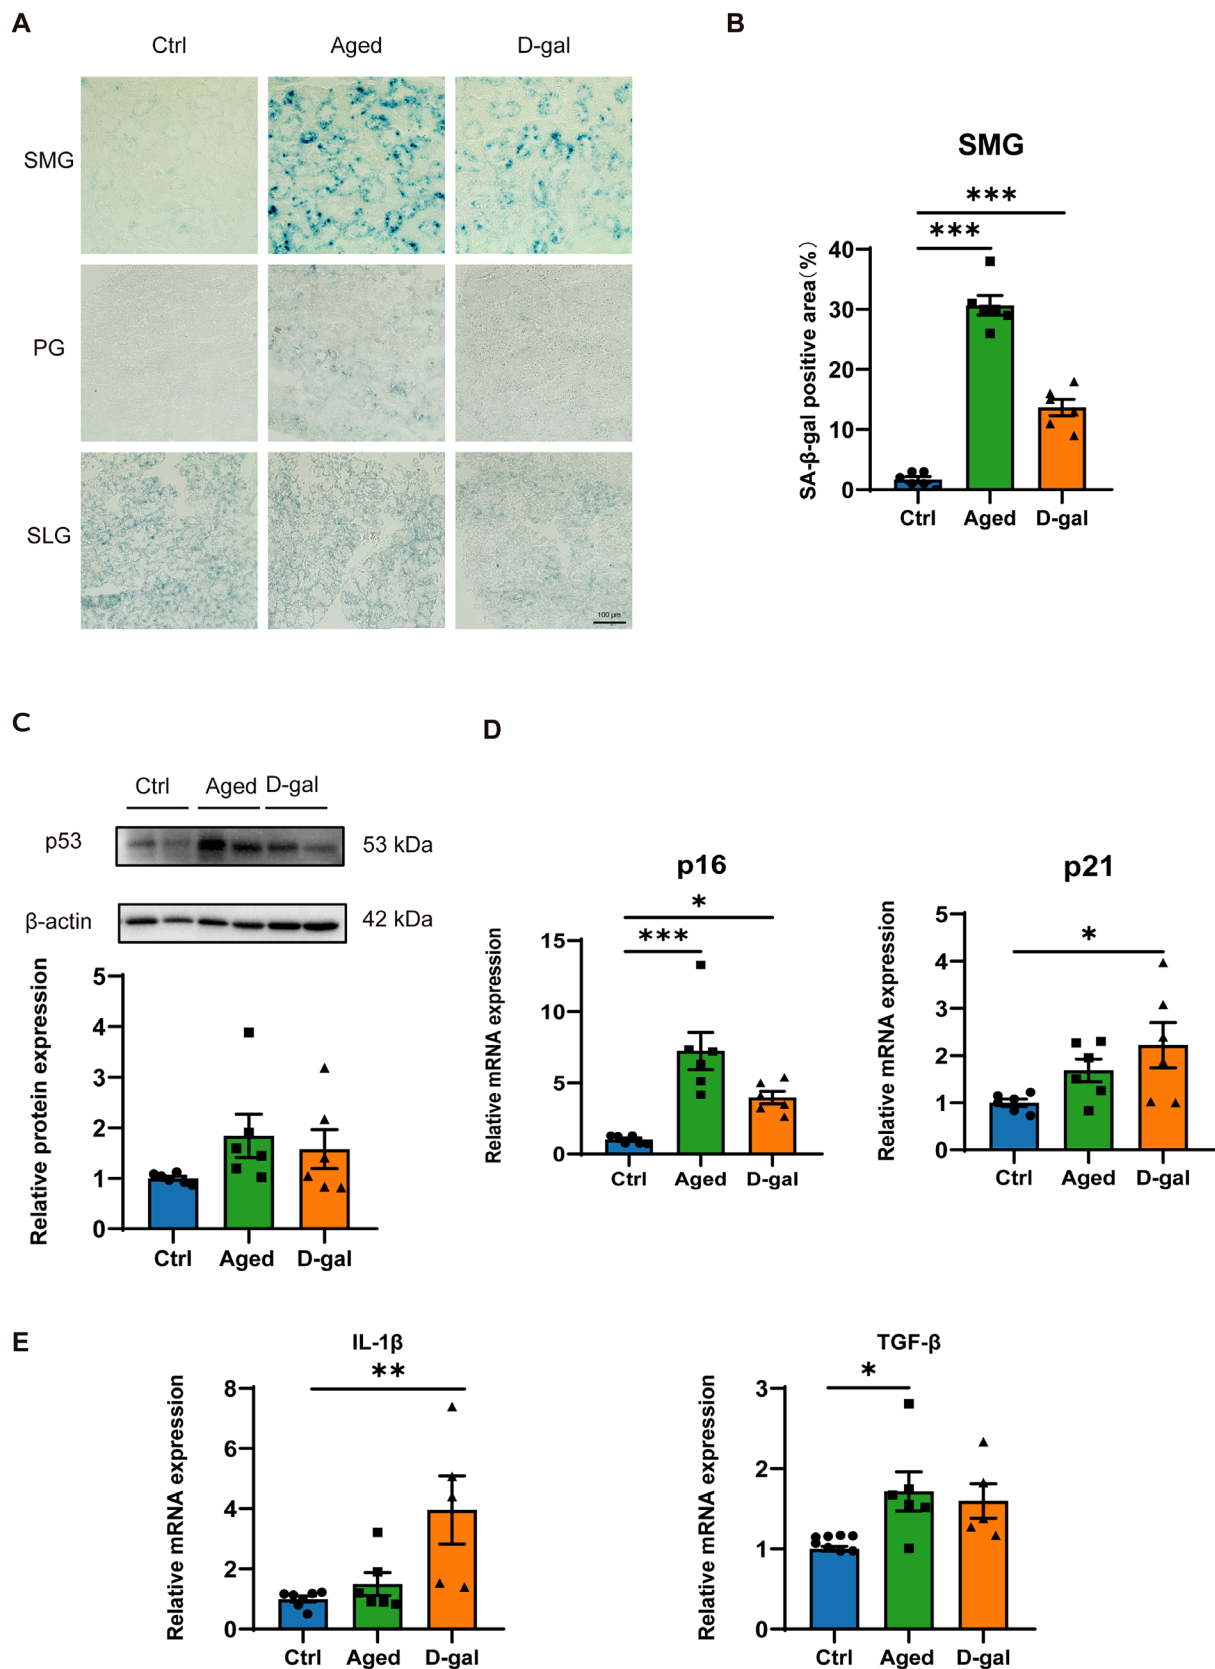 A
Ctrl
Aged
D-gal
SMG
PG
SLG
100 μm
B
SMG
***
***
SA-β-gal positive area(%)
40
30
20
10
0
Ctrl
Aged
D-gal
C
Ctrl
Aged
D-gal
p53
53 kDa
β-actin
42 kDa
Relative protein expression
5
4
3
2
1
0
Ctrl
Aged
D-gal
D
p16
*
***
Relative mRNA expression
15
10
5
0
Ctrl
Aged
D-gal
p21
*
Relative mRNA expression
5
4
3
2
1
0
Ctrl
Aged
D-gal
E
IL-1β
**
Relative mRNA expression
8
6
4
2
0
Ctrl
Aged
D-gal
TGF-β
*
Relative mRNA expression
3
2
1
0
Ctrl
Aged
D-gal